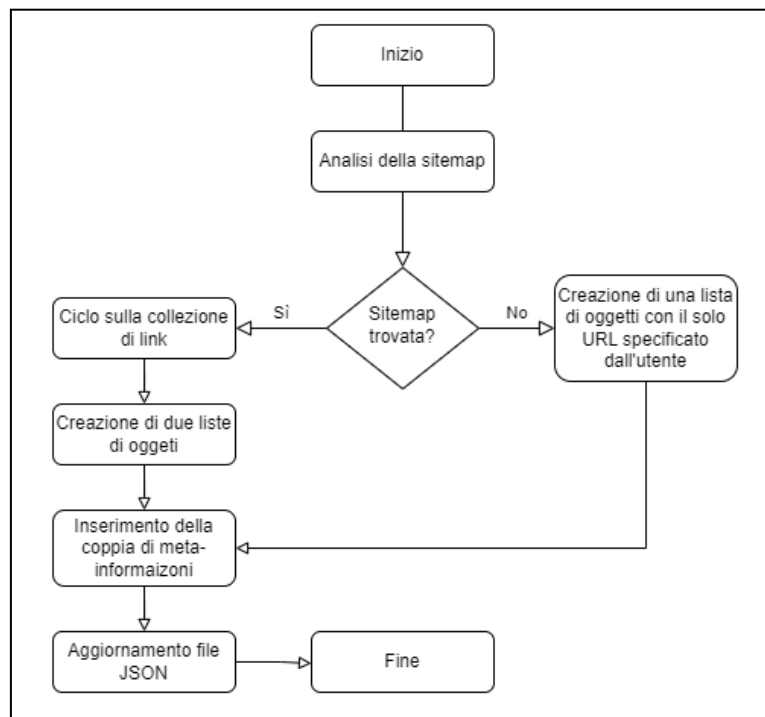 Inizio
Analisi della sitemap
Sitemap
trovata?
Sì
No
Ciclo sulla collezione
di link
Creazione di una lista
di oggetti con il solo
URL specificato
dall'utente
Creazione di due liste
di oggeti
Inserimento della
coppia di meta-
informaizoni
Aggiornamento file
JSON
Fine